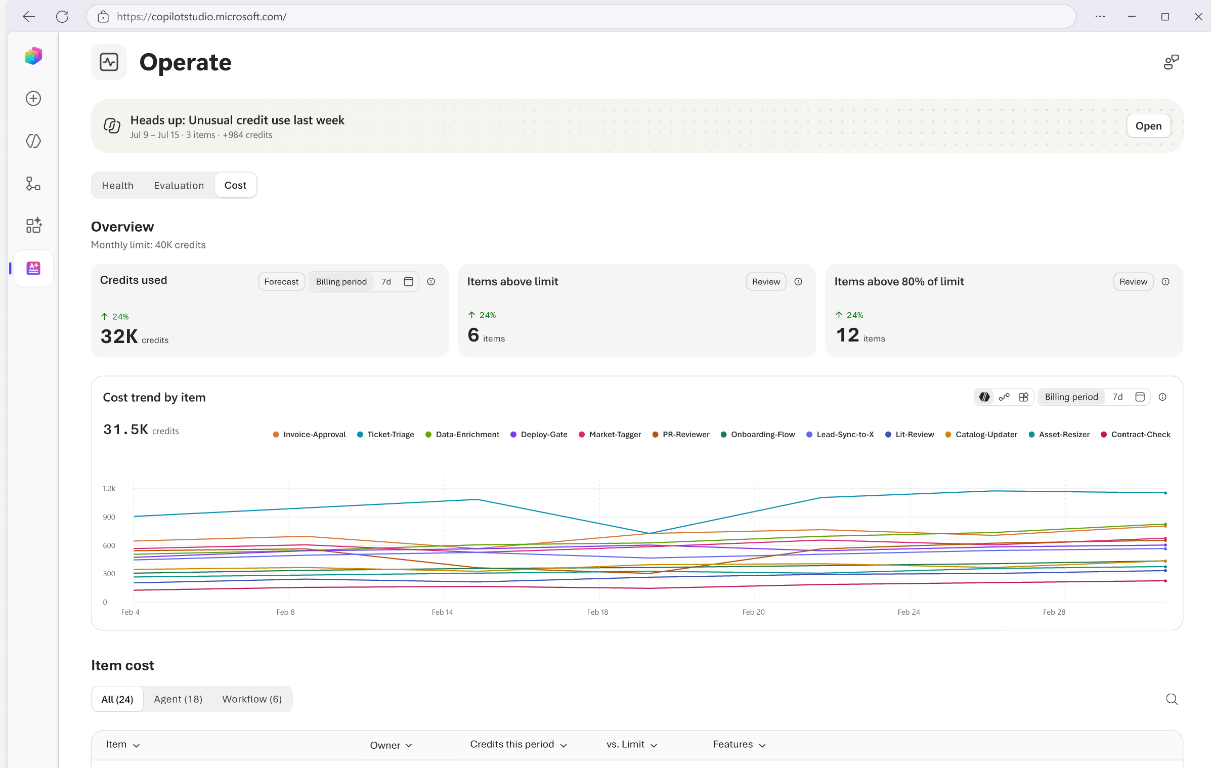 https://copilotstudio.microsoft.com/
Operate
Heads up: Unusual credit use last week
Jul 9 – Jul 15 · 3 items · +984 credits
Open
Health Evaluation Cost
Overview
Monthly limit: 40K credits
Credits used Forecast Billing period 7d
24%
32K credits
Items above limit Review
24%
6 items
Items above 80% of limit Review
24%
12 items
Cost trend by item Billing period 7d
31.5K credits
Invoice-Approval Ticket-Triage Data-Enrichment Deploy-Gate Market-Tagger PR-Reviewer Onboarding-Flow Lead-Sync-to-X Lit-Review Catalog-Updater Asset-Resizer Contract-Check
1.2k
900
600
300
0
Feb 4 Feb 8 Feb 14 Feb 18 Feb 20 Feb 24 Feb 28
Item cost
All (24) Agent (18) Workflow (6)
Item Owner Credits this period vs. Limit Features